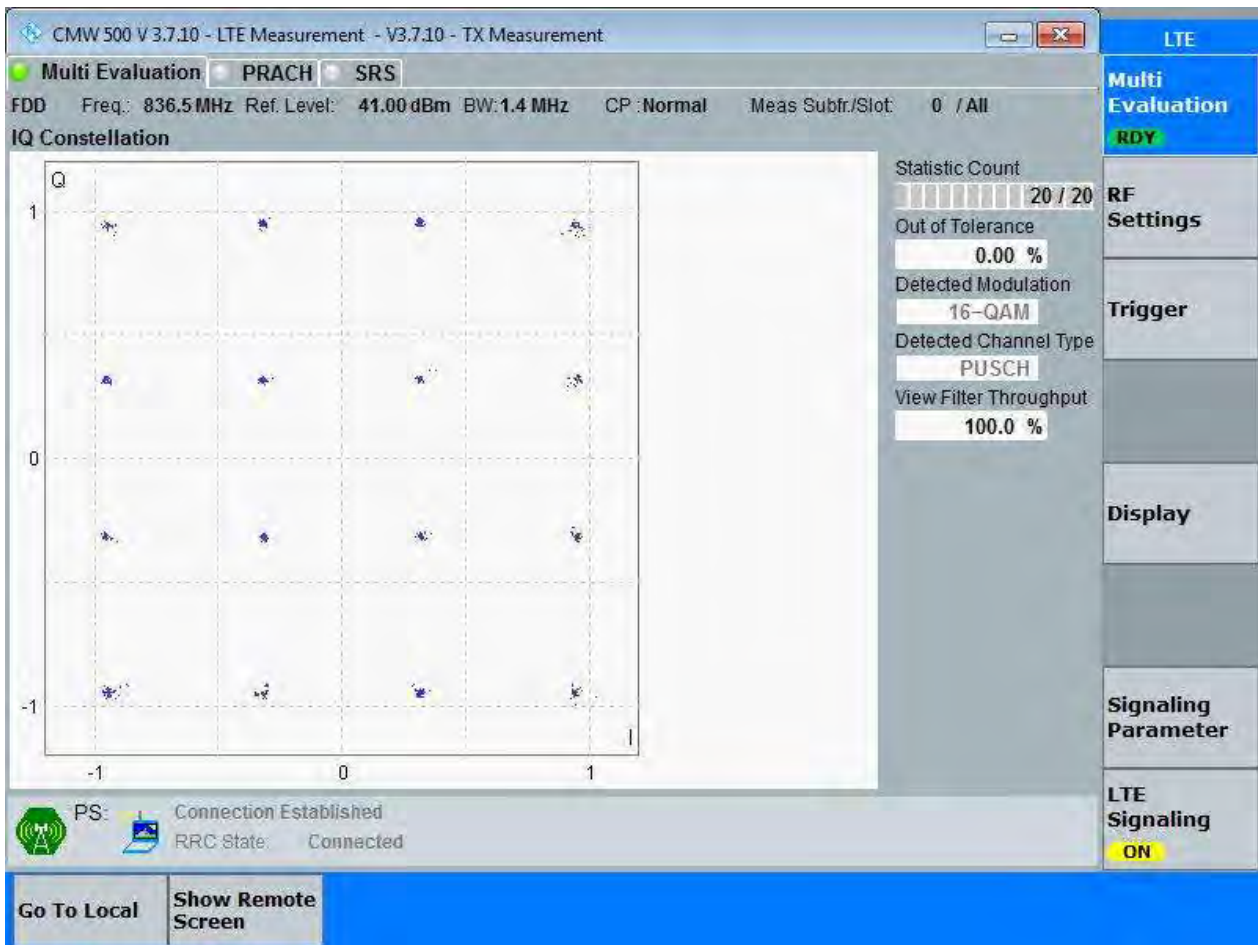 CMW 500 V 3.7.10 - LTE Measurement - V3.7.10 - TX Measurement
LTE
Multi Evaluation PRACH SRS
FDD Freq.: 836.5 MHz Ref. Level: 41.00 dBm BW: 1.4 MHz CP : Normal Meas Subfr./Slot: 0 / All
IQ Constellation
Q
1
0
-1
-1 0 1
I
Statistic Count
20 / 20
Out of Tolerance
0.00 %
Detected Modulation
16-QAM
Detected Channel Type
PUSCH
View Filter Throughput
100.0 %
Multi
Evaluation
RDY
RF
Settings
Trigger
Display
Signaling
Parameter
LTE
Signaling
ON
PS: Connection Established
RRC State: Connected
Go To Local
Show Remote
Screen